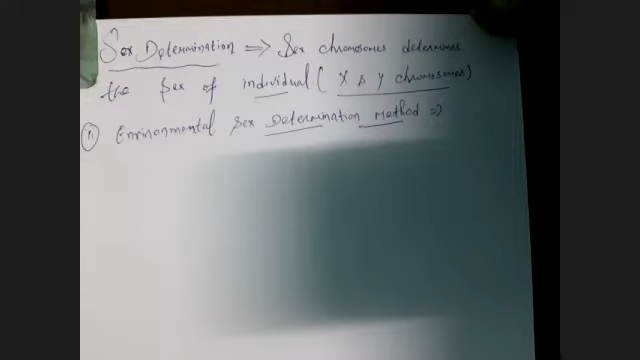 Sex Determination => Sex chromosomes determines
the Sex of individual ( X & Y chromosomes)
(1) Environmental Sex Determination Method =>